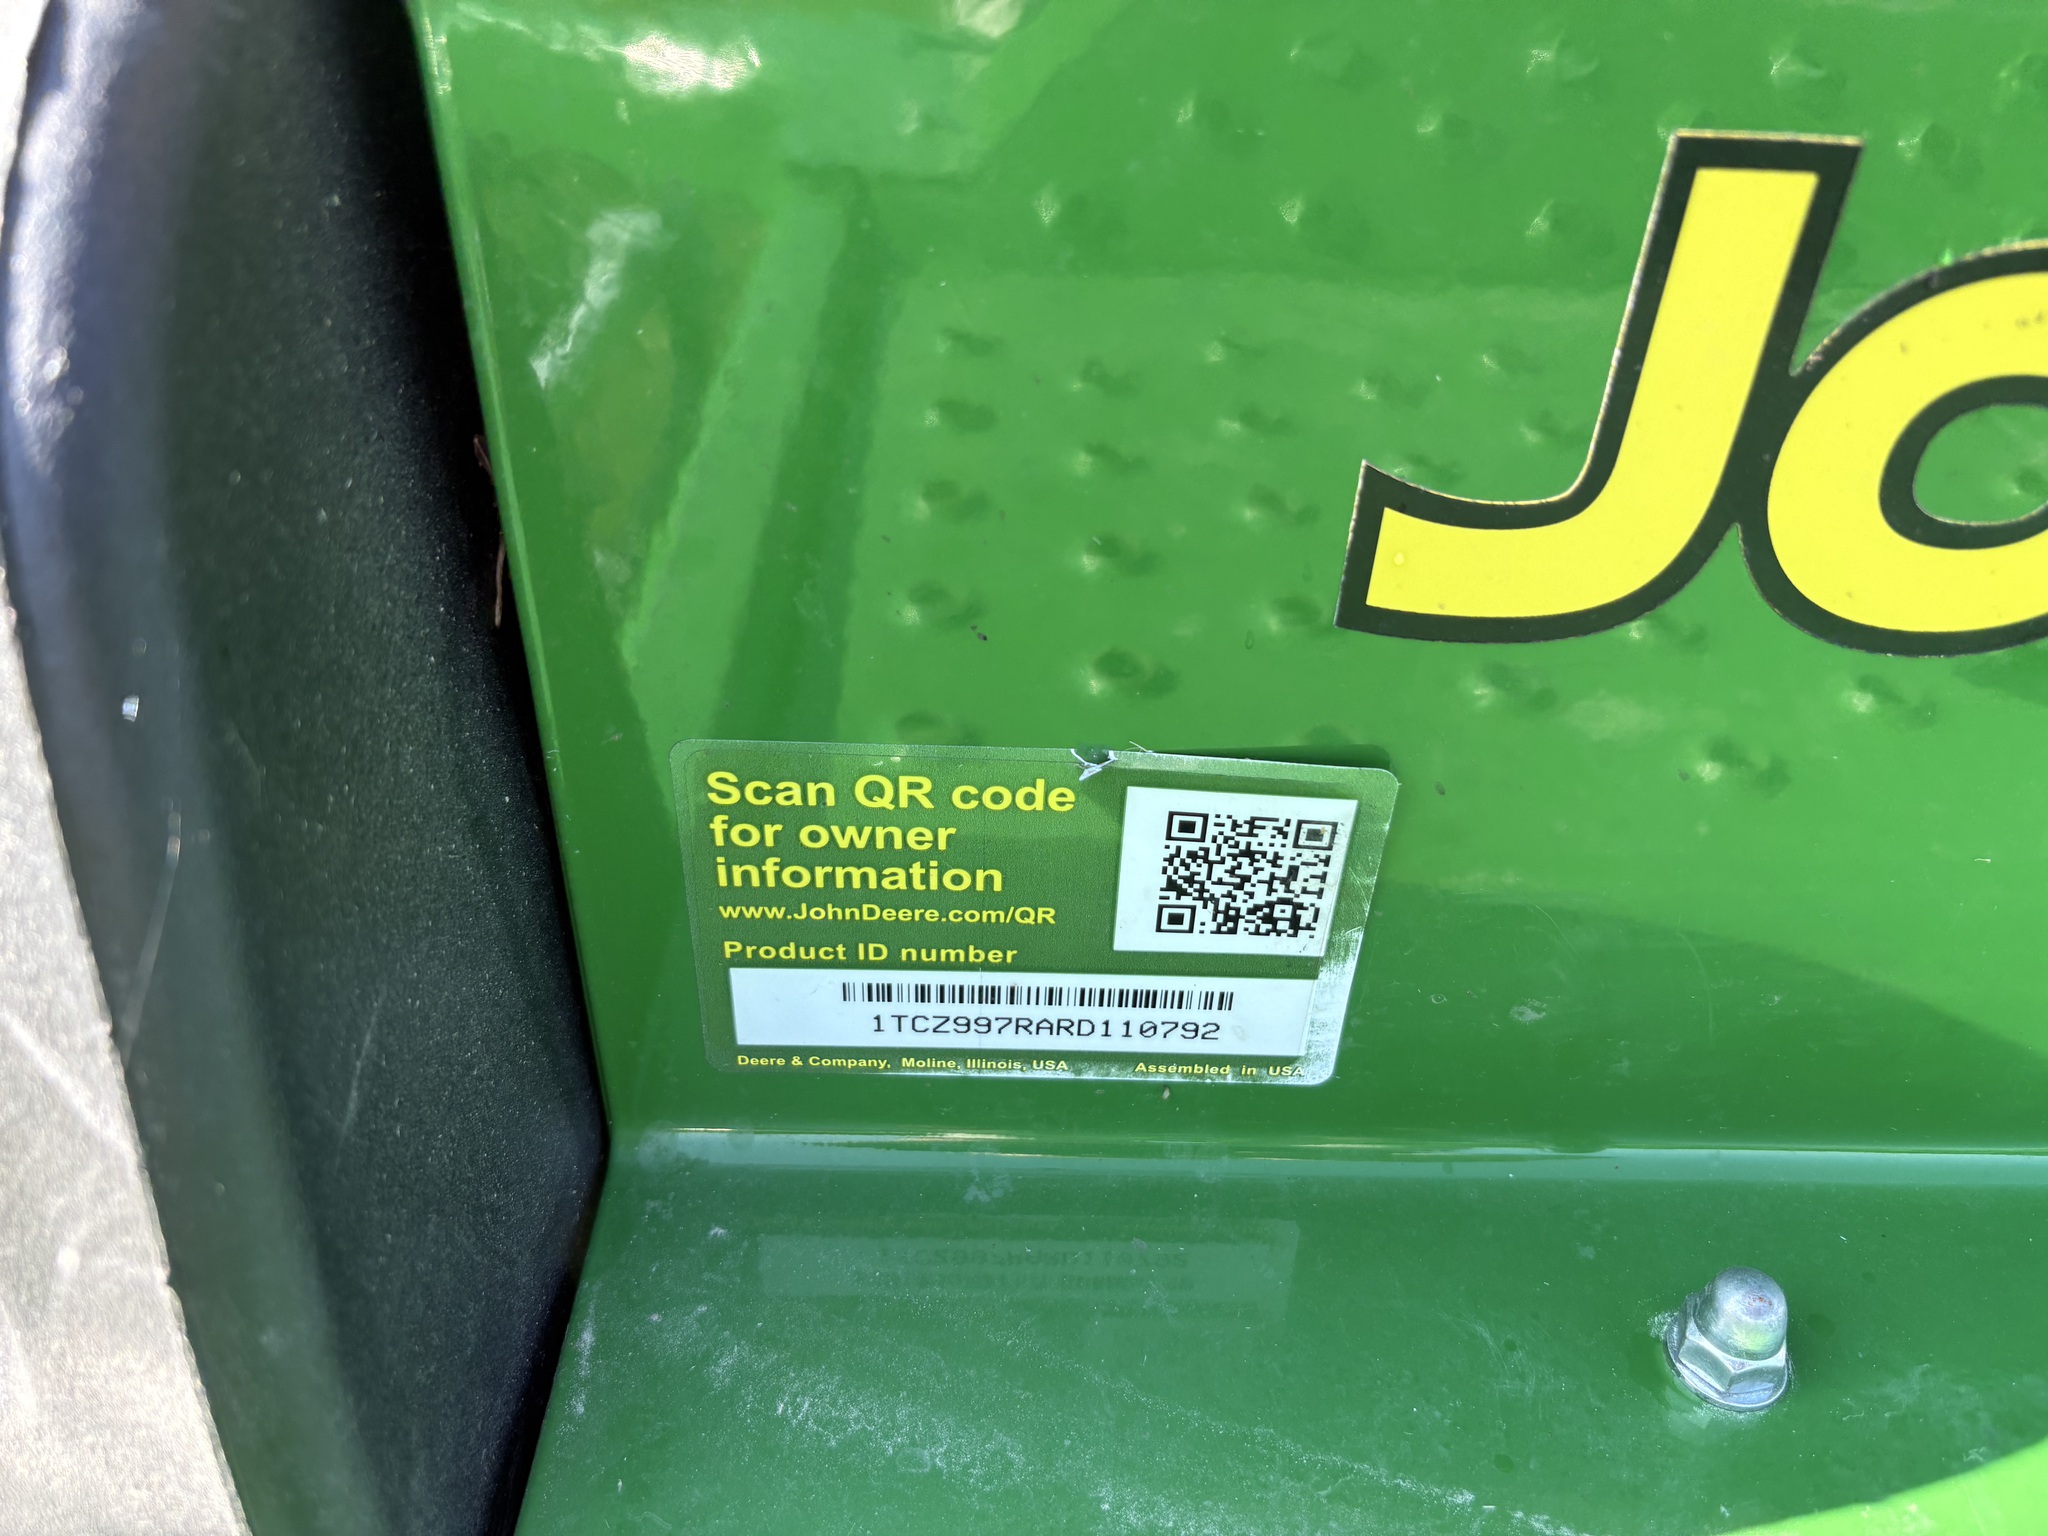 Jo
Scan QR code
for owner
information
www.JohnDeere.com/QR
Product ID number
1TCZ997RARD110792
Deere & Company, Moline, Illinois, USA
Assembled in USA